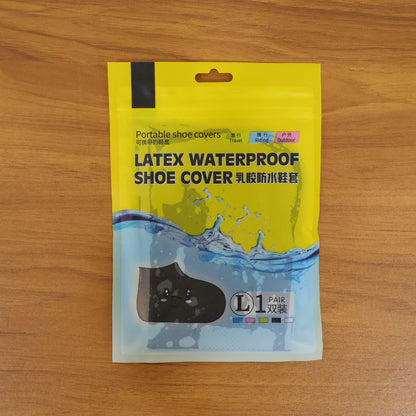 Portable shoe covers
可携带的鞋套
旅行
Travel
骑行
Riding
户外
Outdoor
LATEX WATERPROOF
SHOE COVER 乳胶防水鞋套
L 1 PAIR
双装